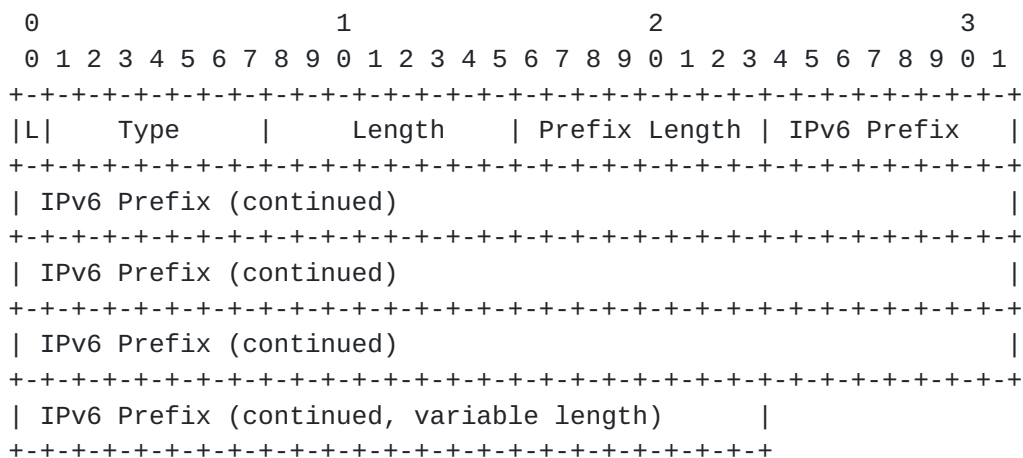 0                   1                   2                   3
 0 1 2 3 4 5 6 7 8 9 0 1 2 3 4 5 6 7 8 9 0 1 2 3 4 5 6 7 8 9 0 1
+-+-+-+-+-+-+-+-+-+-+-+-+-+-+-+-+-+-+-+-+-+-+-+-+-+-+-+-+-+-+-+-+
|L|    Type     |     Length    | Prefix Length | IPv6 Prefix   |
+-+-+-+-+-+-+-+-+-+-+-+-+-+-+-+-+-+-+-+-+-+-+-+-+-+-+-+-+-+-+-+-+
| IPv6 Prefix (continued)                                       |
+-+-+-+-+-+-+-+-+-+-+-+-+-+-+-+-+-+-+-+-+-+-+-+-+-+-+-+-+-+-+-+-+
| IPv6 Prefix (continued)                                       |
+-+-+-+-+-+-+-+-+-+-+-+-+-+-+-+-+-+-+-+-+-+-+-+-+-+-+-+-+-+-+-+-+
| IPv6 Prefix (continued)                                       |
+-+-+-+-+-+-+-+-+-+-+-+-+-+-+-+-+-+-+-+-+-+-+-+-+-+-+-+-+-+-+-+-+
| IPv6 Prefix (continued, variable length)      |
+-+-+-+-+-+-+-+-+-+-+-+-+-+-+-+-+-+-+-+-+-+-+-+-+